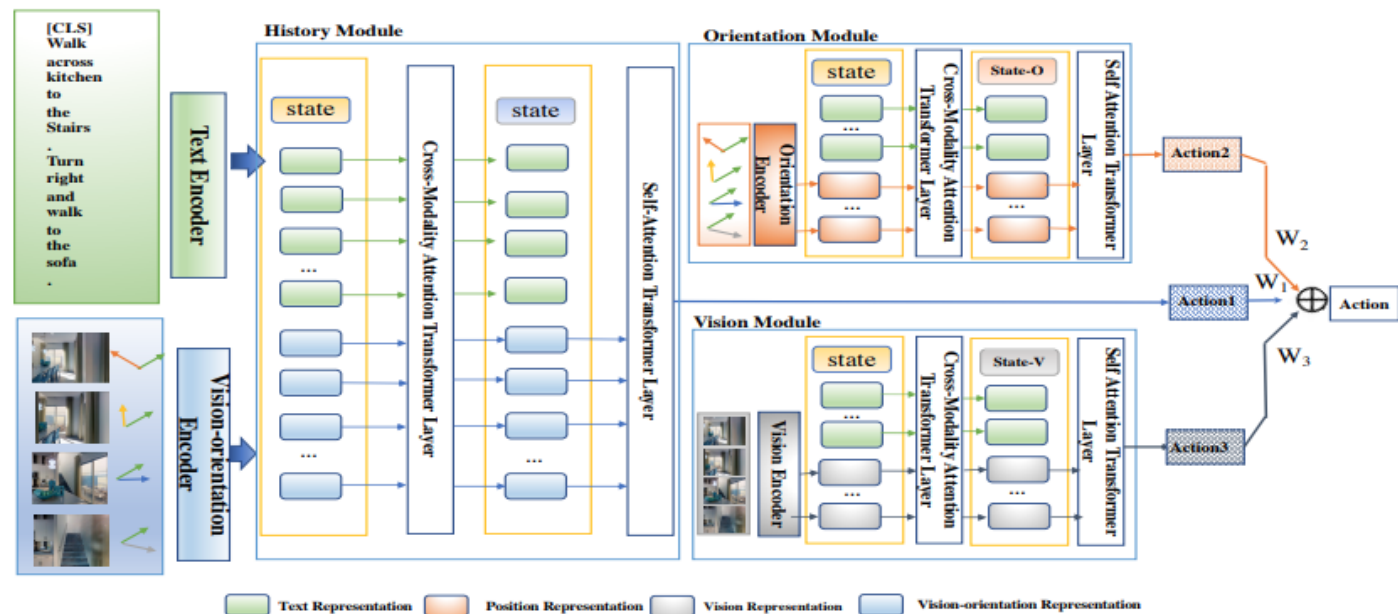 [CLS]
Walk
across
kitchen
to
the
Stairs
.
Turn
right
and
walk
to
the
sofa
.
Text Encoder
Vision-orientation
Encoder
History Module
state
...
...
Cross-Modality Attention Transformer Layer
state
...
Self-Attention Transformer Layer
Orientation Module
Orientation
Encoder
state
...
...
Cross-Modality Attention
Transformer Layer
State-O
...
Self Attention Transformer
Layer
Action2
W2
Action1
W1
Action
Vision Module
Vision Encoder
state
...
...
Cross-Modality Attention
Transformer Layer
State-V
...
Self Attention Transformer
Layer
Action3
W3
Text Representation
Position Representation
Vision Representation
Vision-orientation Representation